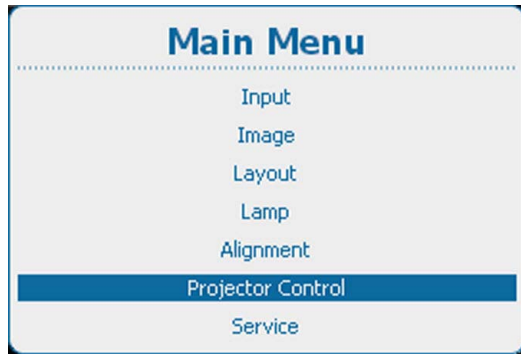 Main Menu
Input
Image
Layout
Lamp
Alignment
Projector Control
Service